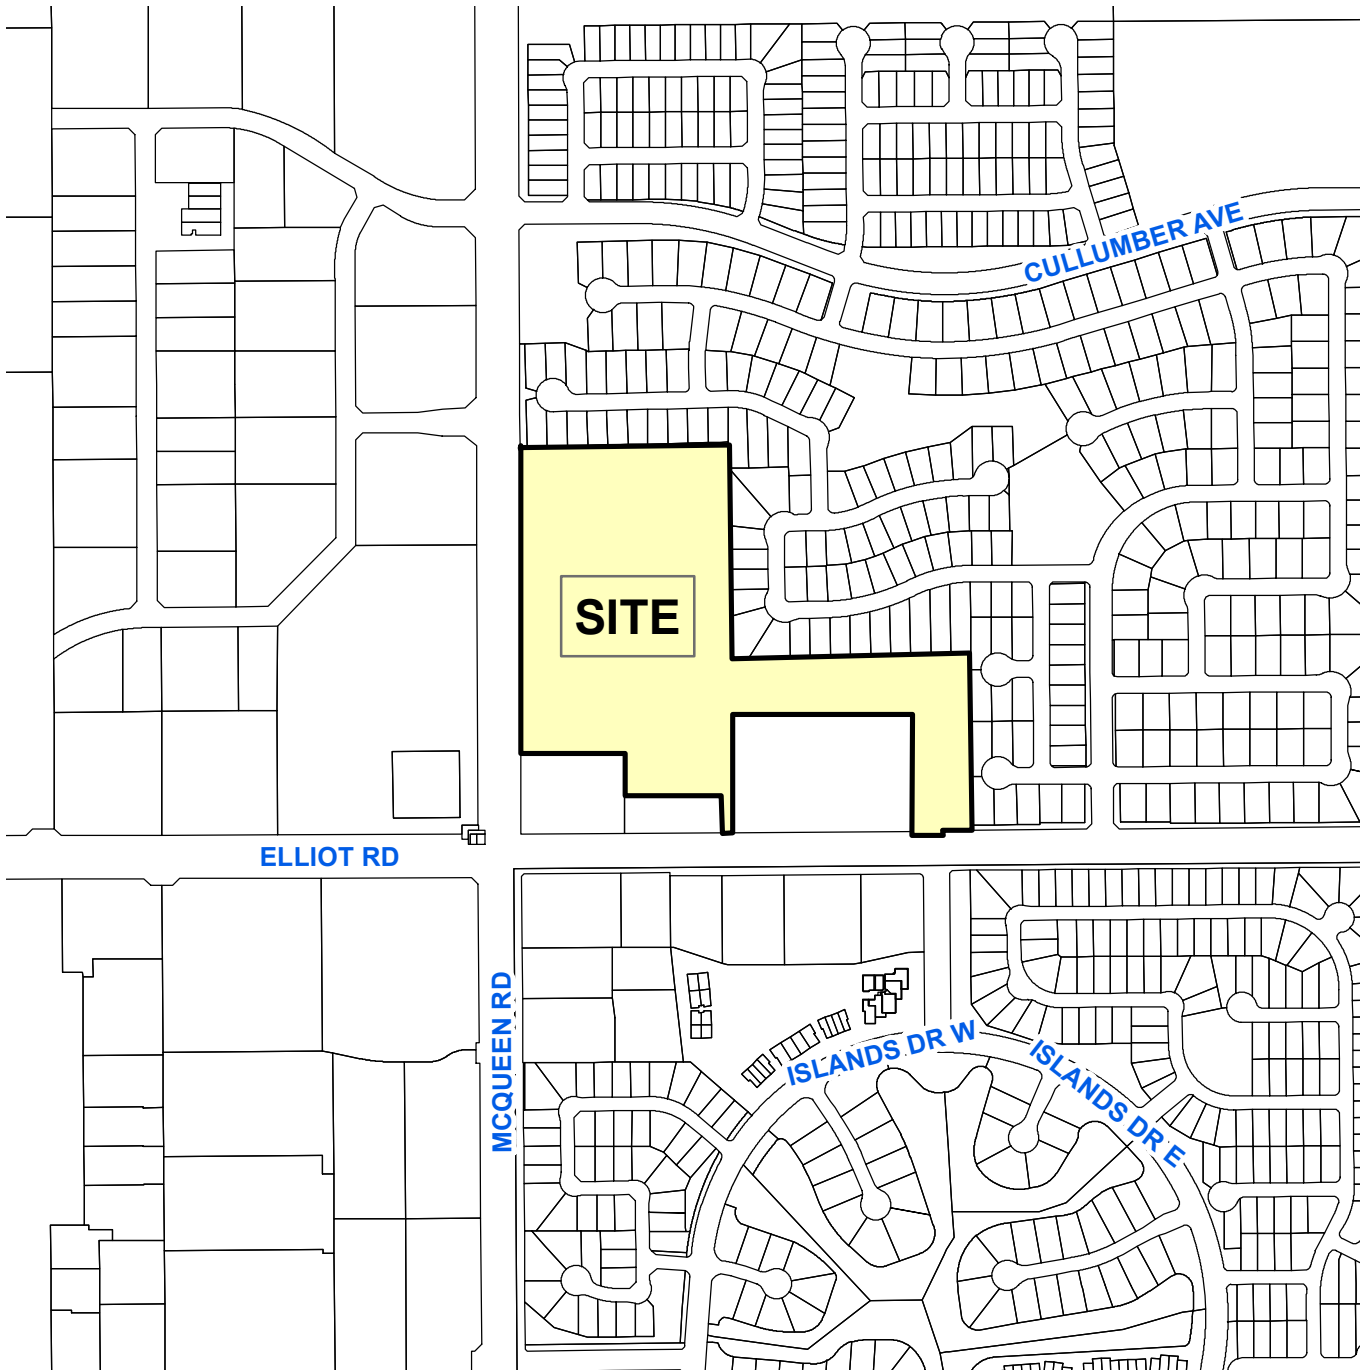 CULLUMBER AVE
SITE
ELLIOT RD
MCQUEEN RD
ISLANDS DR W
ISLANDS DR E